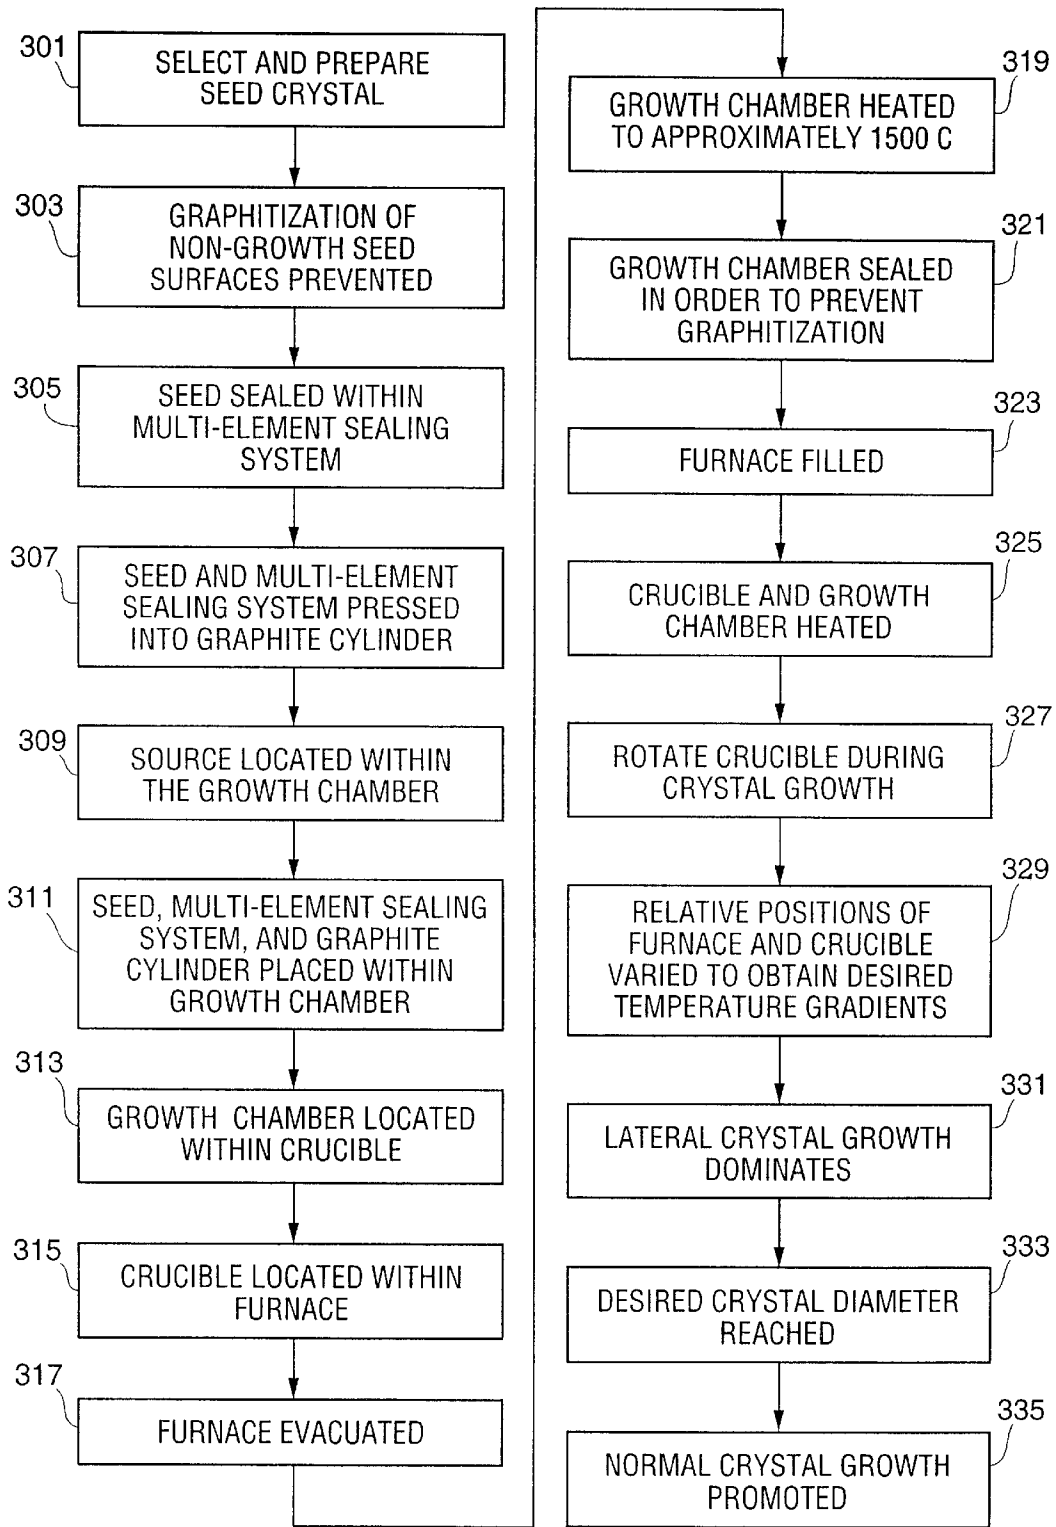 301
SELECT AND PREPARE
SEED CRYSTAL
303
GRAPHITIZATION OF
NON-GROWTH SEED
SURFACES PREVENTED
305
SEED SEALED WITHIN
MULTI-ELEMENT SEALING
SYSTEM
307
SEED AND MULTI-ELEMENT
SEALING SYSTEM PRESSED
INTO GRAPHITE CYLINDER
309
SOURCE LOCATED WITHIN
THE GROWTH CHAMBER
311
SEED, MULTI-ELEMENT SEALING
SYSTEM, AND GRAPHITE
CYLINDER PLACED WITHIN
GROWTH CHAMBER
313
GROWTH CHAMBER LOCATED
WITHIN CRUCIBLE
315
CRUCIBLE LOCATED WITHIN
FURNACE
317
FURNACE EVACUATED
319
GROWTH CHAMBER HEATED
TO APPROXIMATELY 1500 C
321
GROWTH CHAMBER SEALED
IN ORDER TO PREVENT
GRAPHITIZATION
323
FURNACE FILLED
325
CRUCIBLE AND GROWTH
CHAMBER HEATED
327
ROTATE CRUCIBLE DURING
CRYSTAL GROWTH
329
RELATIVE POSITIONS OF
FURNACE AND CRUCIBLE
VARIED TO OBTAIN DESIRED
TEMPERATURE GRADIENTS
331
LATERAL CRYSTAL GROWTH
DOMINATES
333
DESIRED CRYSTAL DIAMETER
REACHED
335
NORMAL CRYSTAL GROWTH
PROMOTED